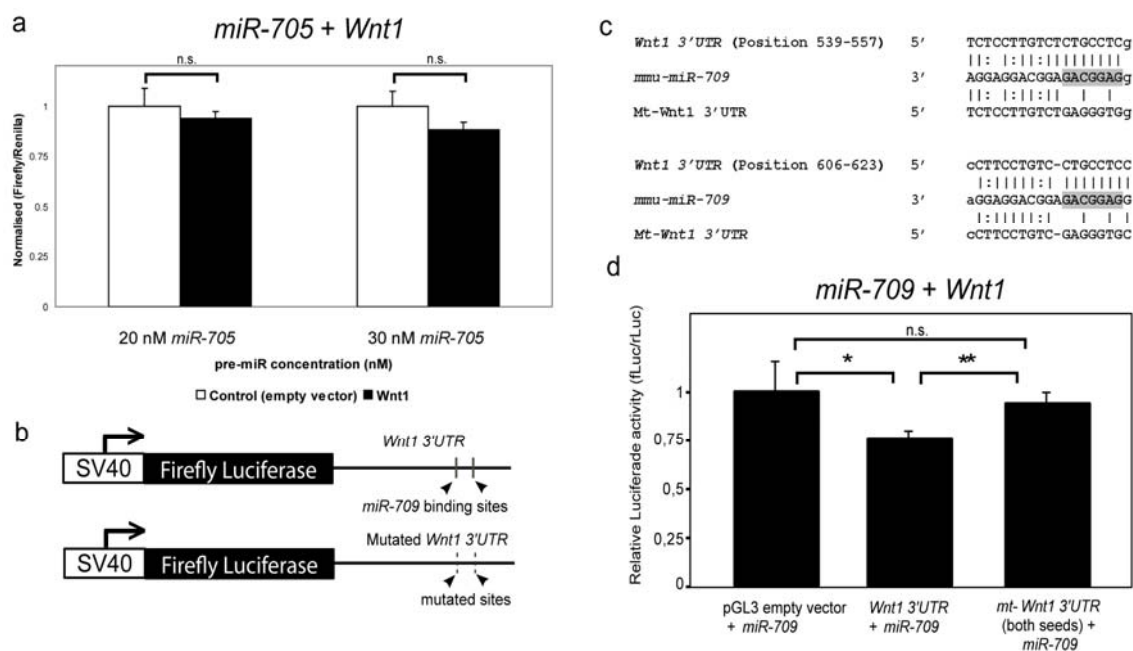 a
miR-705 + Wnt1
n.s.
n.s.
Normalised (Firefly/Renilla)
1
0.75
0.5
0.25
0
20 nM miR-705
30 nM miR-705
pre-miR concentration (nM)
Control (empty vector)
Wnt1
b
Wnt1 3'UTR
SV40
Firefly Luciferase
miR-709 binding sites
Mutated Wnt1 3'UTR
SV40
Firefly Luciferase
mutated sites
c
Wnt1 3'UTR (Position 539-557) 5' TCTCCTTGTCTCTGCCTCg
||:  |:||:|||||||||
mmu-miR-709 3' AGGAGGACGGAGACGGAGg
||:  |:||:||  |  |
Mt-Wnt1 3'UTR 5' TCTCCTTGTCTGAGGGTGg
Wnt1 3'UTR (Position 606-623) 5' cCTTCCTGTC-CTGCCTCC
|:|||||:| ||||||||
mmu-miR-709 3' aGGAGGACGGAGACGGAGG
|:|||||:|   |  |  |
Mt-Wnt1 3'UTR 5' cCTTCCTGTC-GAGGGTGC
d
miR-709 + Wnt1
n.s.
*
**
Relative Luciferade activity (fLuc/rLuc)
1
0,75
0,5
0,25
0
pGL3 empty vector
+ miR-709
Wnt1 3'UTR
+ miR-709
mt- Wnt1 3'UTR
(both seeds) +
miR-709